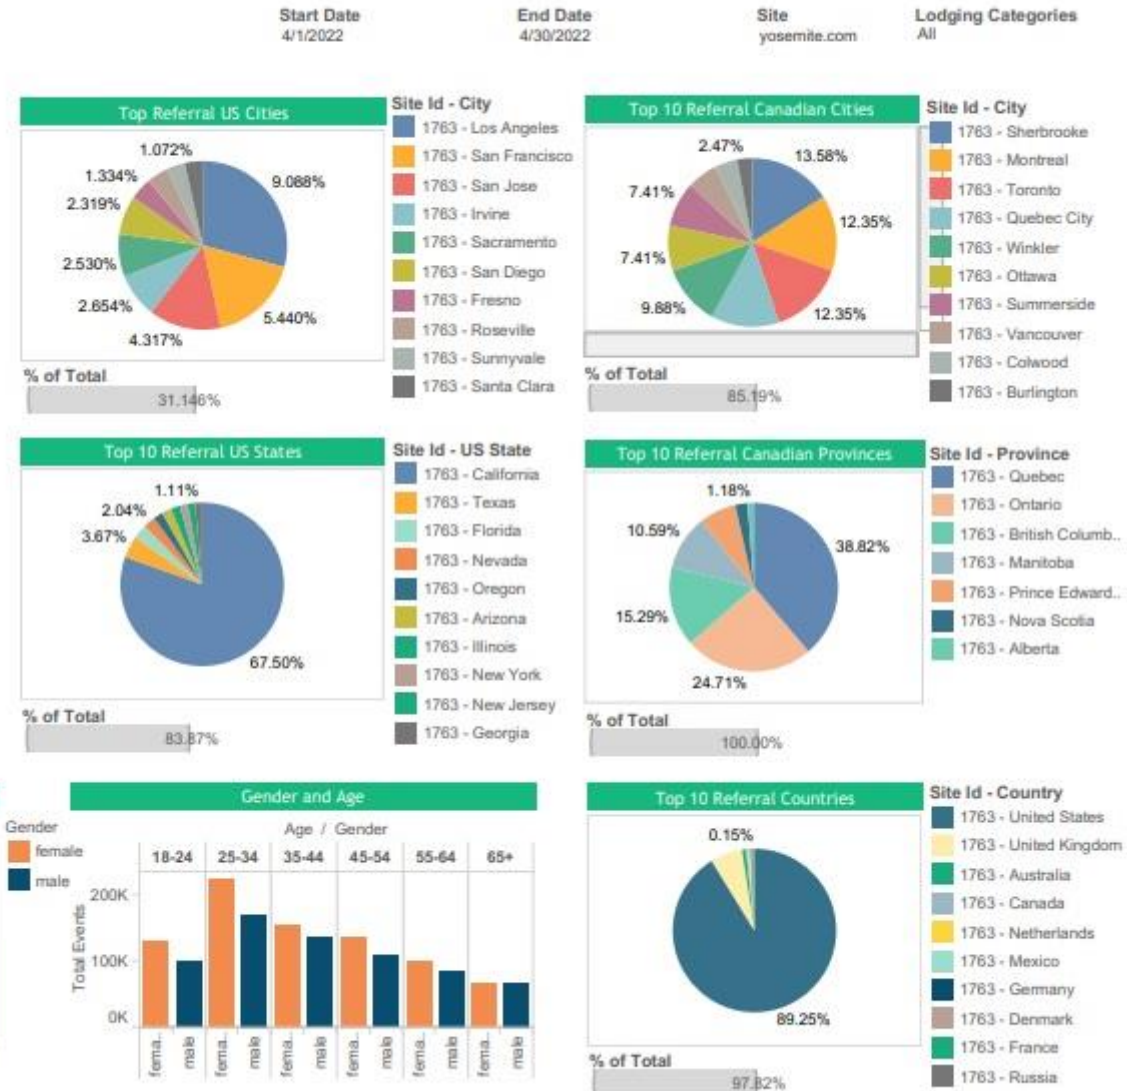 Start Date
4/1/2022
End Date
4/30/2022
Site
yosemite.com
Lodging Categories
All
Top Referral US Cities
1.072%
1.334%
2.319%
2.530%
2.654%
4.317%
5.440%
9.088%
% of Total
31.146%
Site Id - City
1763 - Los Angeles
1763 - San Francisco
1763 - San Jose
1763 - Irvine
1763 - Sacramento
1763 - San Diego
1763 - Fresno
1763 - Roseville
1763 - Sunnyvale
1763 - Santa Clara
Top 10 Referral Canadian Cities
2.47%
13.58%
7.41%
12.35%
7.41%
9.88%
12.35%
% of Total
85.19%
Site Id - City
1763 - Sherbrooke
1763 - Montreal
1763 - Toronto
1763 - Quebec City
1763 - Winkler
1763 - Ottawa
1763 - Summerside
1763 - Vancouver
1763 - Colwood
1763 - Burlington
Top 10 Referral US States
1.11%
2.04%
3.67%
67.50%
% of Total
83.87%
Site Id - US State
1763 - California
1763 - Texas
1763 - Florida
1763 - Nevada
1763 - Oregon
1763 - Arizona
1763 - Illinois
1763 - New York
1763 - New Jersey
1763 - Georgia
Top 10 Referral Canadian Provinces
1.18%
10.59%
38.82%
15.29%
24.71%
% of Total
100.00%
Site Id - Province
1763 - Quebec
1763 - Ontario
1763 - British Columb..
1763 - Manitoba
1763 - Prince Edward..
1763 - Nova Scotia
1763 - Alberta
Gender and Age
Gender
female
male
Age / Gender
18-24 25-34 35-44 45-54 55-64 65+
Total Events
200K
100K
0K
fema.. male fema.. male fema.. male fema.. male fema.. male fema.. male
Top 10 Referral Countries
0.15%
89.25%
% of Total
97.82%
Site Id - Country
1763 - United States
1763 - United Kingdom
1763 - Australia
1763 - Canada
1763 - Netherlands
1763 - Mexico
1763 - Germany
1763 - Denmark
1763 - France
1763 - Russia